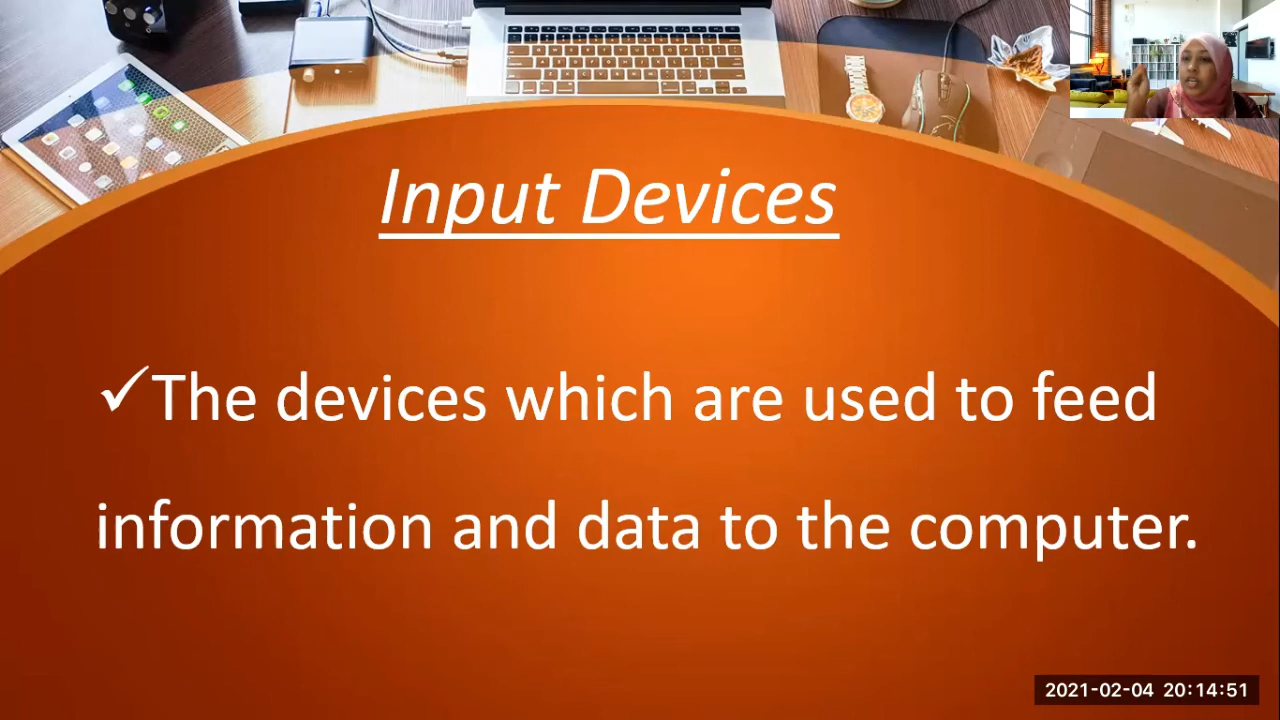 Input Devices
✓The devices which are used to feed
information and data to the computer.
2021-02-04 20:14:51